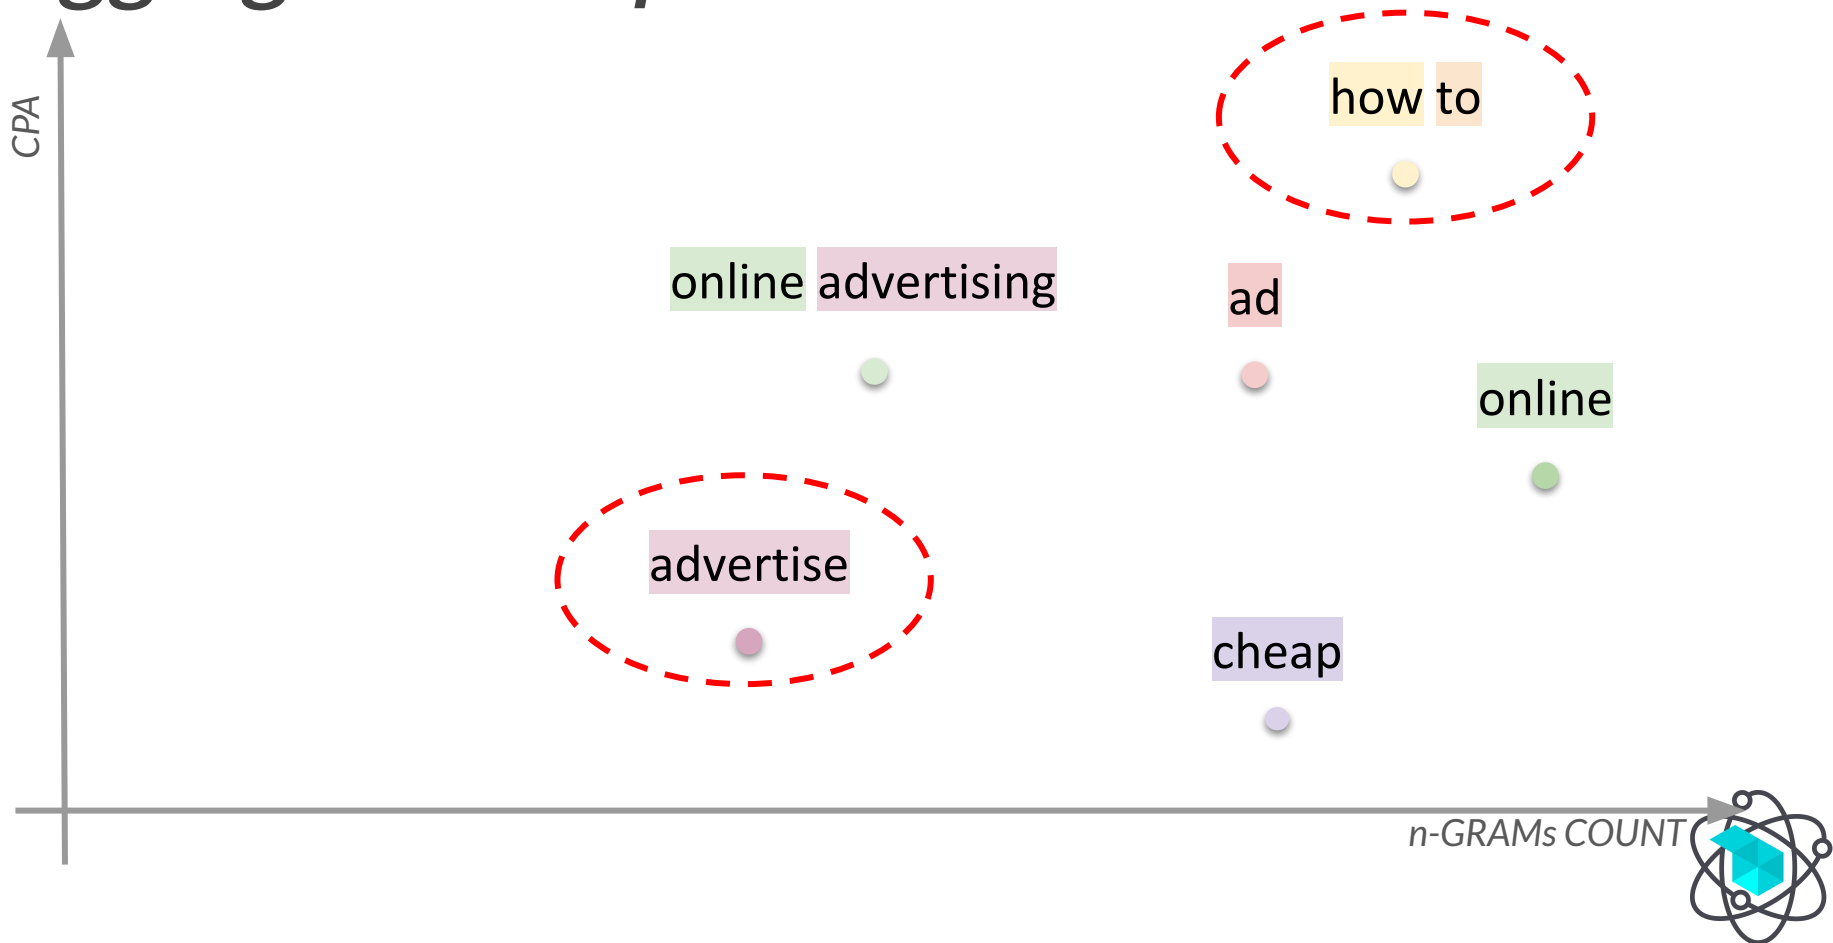 CPA
how to
online advertising
ad
online
advertise
cheap
n-GRAMs COUNT